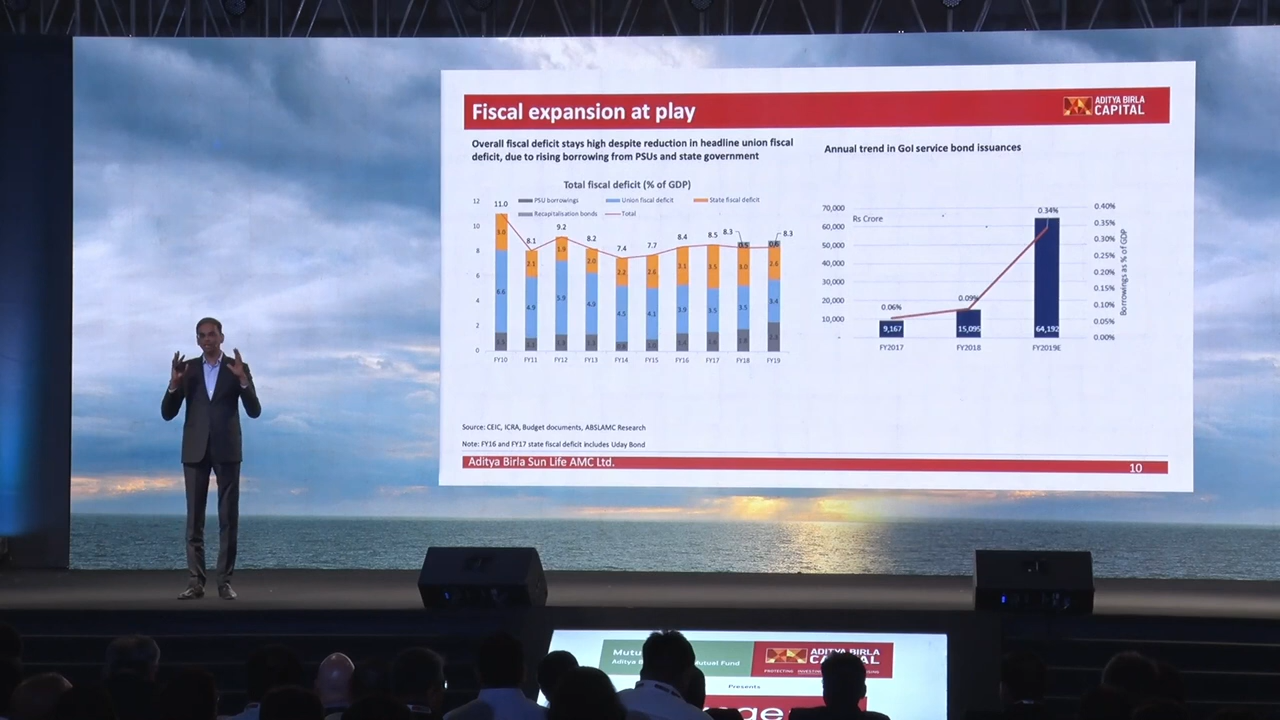 Fiscal expansion at play
ADITYA BIRLA
CAPITAL
Overall fiscal deficit stays high despite reduction in headline union fiscal
deficit, due to rising borrowing from PSUs and state government
Total fiscal deficit (% of GDP)
PSU borrowings
Union fiscal deficit
State fiscal deficit
Recapitalisation bonds
Total
12
10
8
6
4
2
0
11.0
8.1
9.2
8.2
7.4
7.7
8.4
8.5
8.3
8.3
2.1
1.9
2.0
2.2
2.6
3.1
3.5
3.0
2.6
0.5
0.6
6.6
4.9
5.9
4.9
4.5
4.1
3.9
3.5
3.5
3.4
FY10
FY11
FY12
FY13
FY14
FY15
FY16
FY17
FY18
FY19
Annual trend in GoI service bond issuances
Rs Crore
70,000
60,000
50,000
40,000
30,000
20,000
10,000
-
0.06%
0.09%
0.34%
9,167
15,095
64,192
FY2017
FY2018
FY2019E
0.40%
0.35%
0.30%
0.25%
0.20%
0.15%
0.10%
0.05%
0.00%
Borrowings as % of GDP
Source: CEIC, ICRA, Budget documents, ABSLAMC Research
Note: FY16 and FY17 state fiscal deficit includes Uday Bond
Aditya Birla Sun Life AMC Ltd.
10
Aditya
Mutual Fund
ADITYA BIRLA
PROTECTING INVESTING
Presents